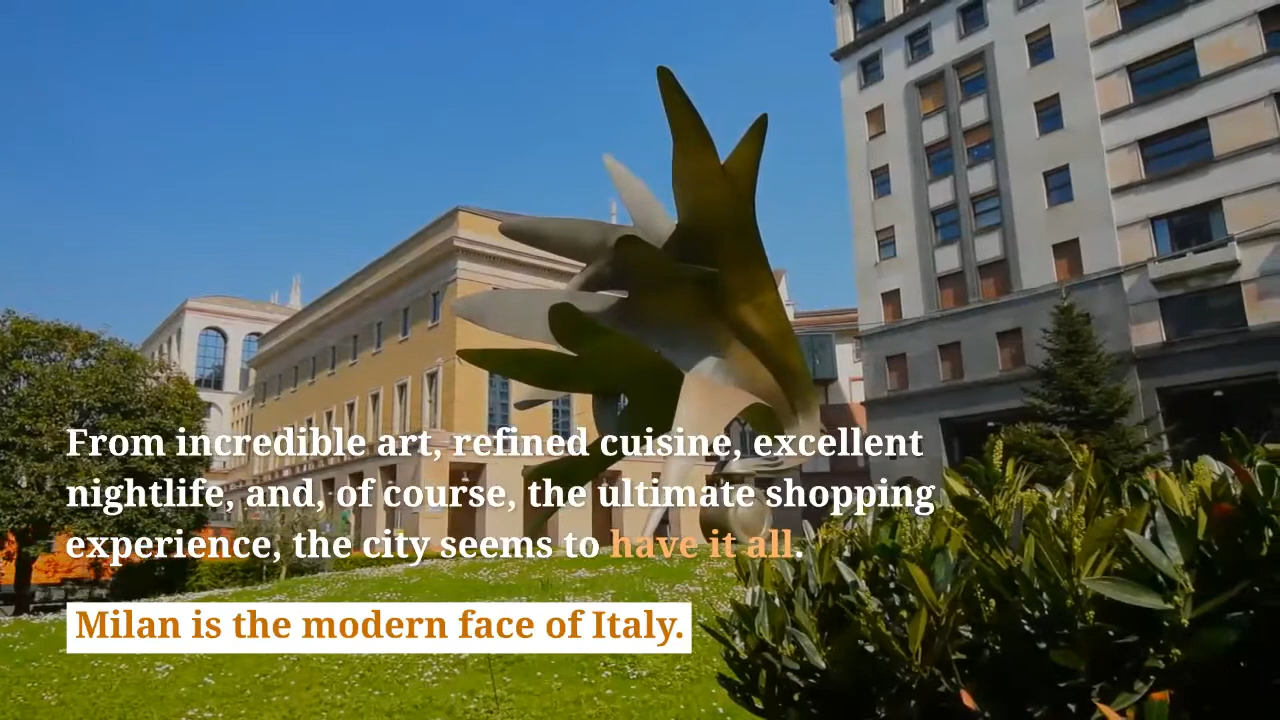 From incredible art, refined cuisine, excellent
nightlife, and, of course, the ultimate shopping
experience, the city seems to have it all.
Milan is the modern face of Italy.